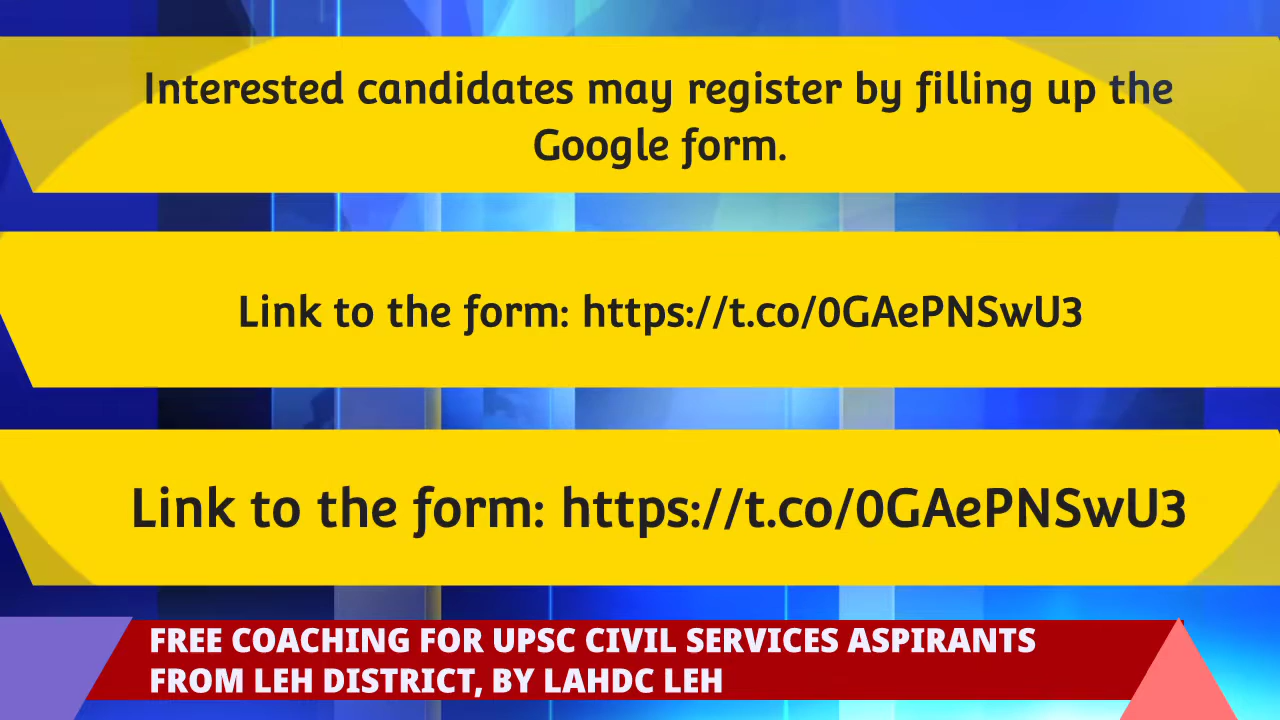 Interested candidates may register by filling up the
Google form.
Link to the form: https://t.co/0GAePNSwU3
Link to the form: https://t.co/0GAePNSwU3
FREE COACHING FOR UPSC CIVIL SERVICES ASPIRANTS
FROM LEH DISTRICT, BY LAHDC LEH